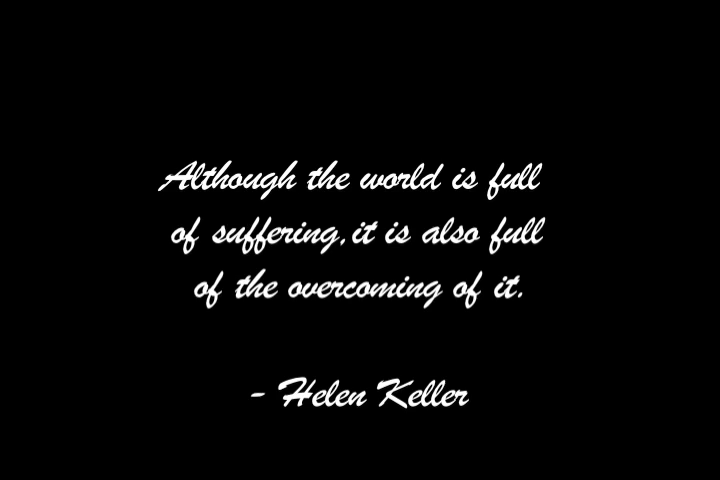 Although the world is full
of suffering,it is also full
of the overcoming of it.
- Helen Keller